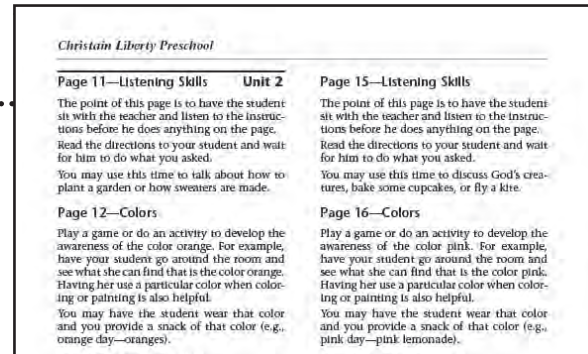 Christain Liberty Preschool
Page 11—Listening Skills Unit 2
The point of this page is to have the student
sit with the teacher and listen to the instruc-
tions before he does anything on the page.
Read the directions to your student and wait
for him to do what you asked.
You may use this time to talk about how to
plant a garden or how sweaters are made.
Page 12—Colors
Play a game or do an activity to develop the
awareness of the color orange. For example,
have your student go around the room and
see what she can find that is the color orange.
Having her use a particular color when color-
ing or painting is also helpful.
You may have the student wear that color
and you provide a snack of that color (e.g.,
orange day—oranges).
Page 15—Listening Skills
The point of this page is to have the student
sit with the teacher and listen to the instruc-
tions before he does anything on the page.
Read the directions to your student and wait
for him to do what you asked.
You may use this time to discuss God's crea-
tures, bake some cupcakes, or fly a kite.
Page 16—Colors
Play a game or do an activity to develop the
awareness of the color pink. For example,
have your student go around the room and
see what she can find that is the color pink.
Having her use a particular color when color-
ing or painting is also helpful.
You may have the student wear that color
and you provide a snack of that color (e.g.,
pink day—pink lemonade).